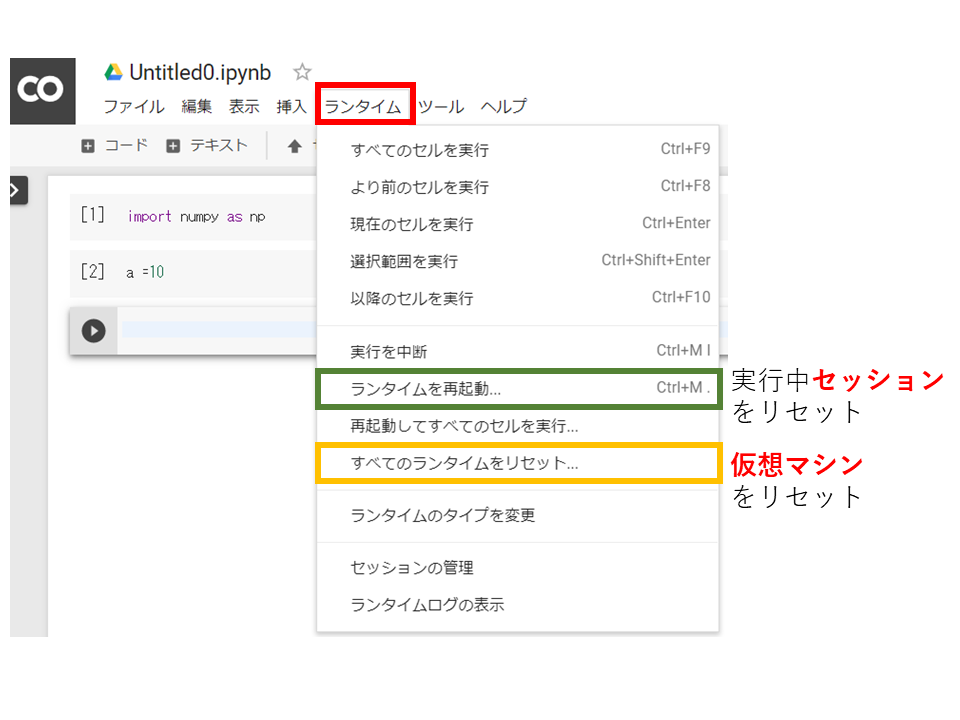 CO
Untitled0.ipynb
ファイル 編集 表示 挿入 ランタイム ツール ヘルプ
コード テキスト
すべてのセルを実行 Ctrl+F9
より前のセルを実行 Ctrl+F8
[1] import numpy as np
現在のセルを実行 Ctrl+Enter
選択範囲を実行 Ctrl+Shift+Enter
[2] a =10
以降のセルを実行 Ctrl+F10
実行を中断 Ctrl+M I
ランタイムを再起動... Ctrl+M .
実行中セッション
をリセット
再起動してすべてのセルを実行...
すべてのランタイムをリセット...
仮想マシン
をリセット
ランタイムのタイプを変更
セッションの管理
ランタイムログの表示